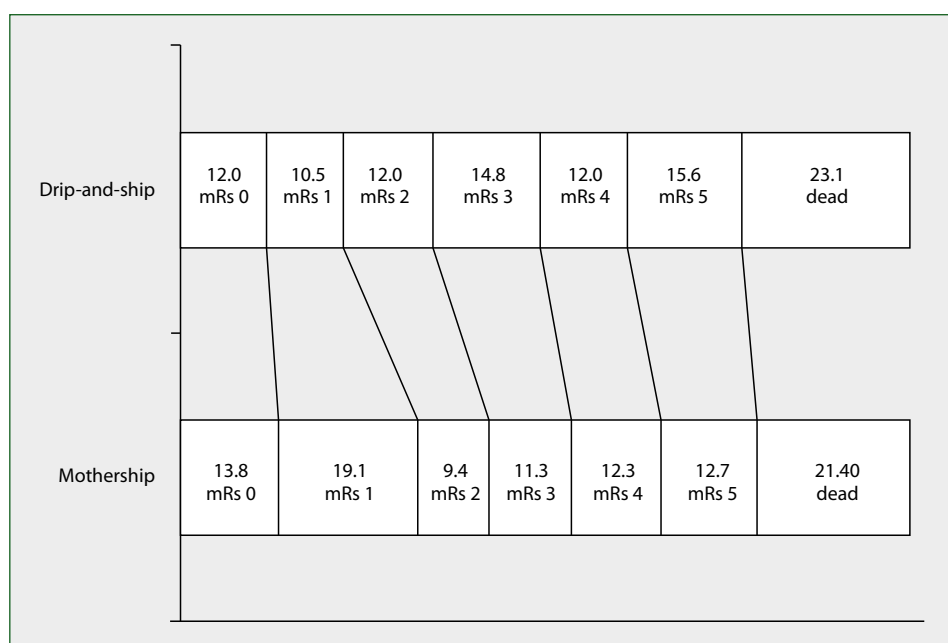 Drip-and-ship
12.0
mRs 0
10.5
mRs 1
12.0
mRs 2
14.8
mRs 3
12.0
mRs 4
15.6
mRs 5
23.1
dead
Mothership
13.8
mRs 0
19.1
mRs 1
9.4
mRs 2
11.3
mRs 3
12.3
mRs 4
12.7
mRs 5
21.40
dead